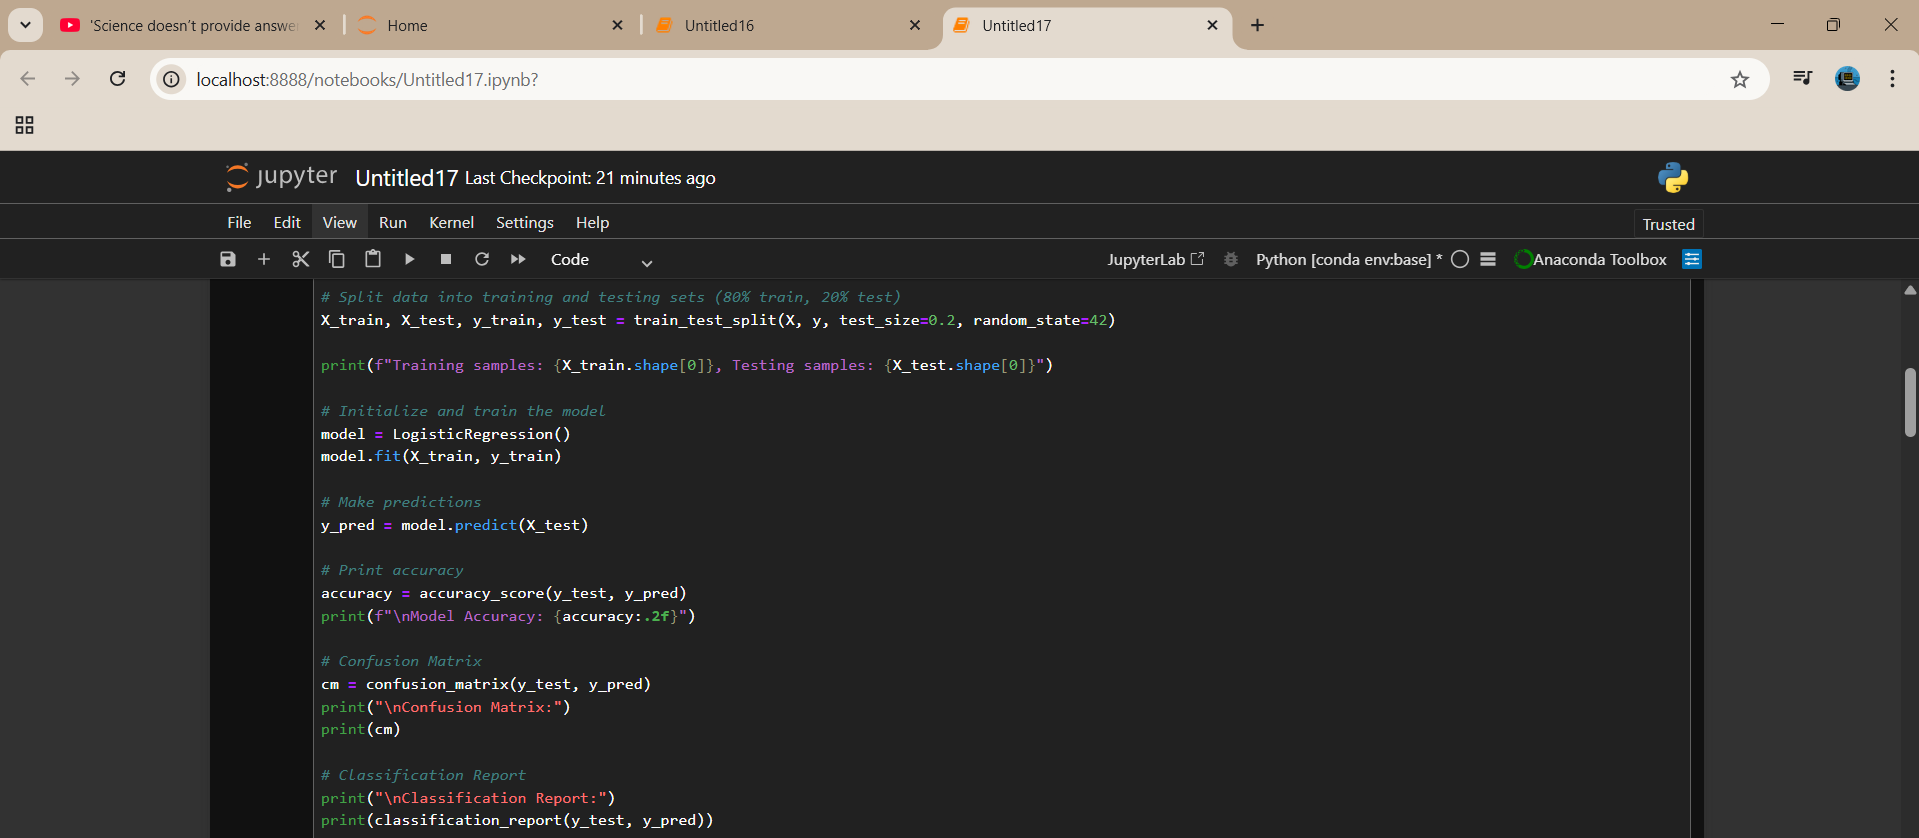 'Science doesn't provide answe
Home
Untitled16
Untitled17
localhost:8888/notebooks/Untitled17.ipynb?
jupyter Untitled17 Last Checkpoint: 21 minutes ago
File Edit View Run Kernel Settings Help
Trusted
Code
JupyterLab
Python [conda env:base] *
Anaconda Toolbox
# Split data into training and testing sets (80% train, 20% test)
X_train, X_test, y_train, y_test = train_test_split(X, y, test_size=0.2, random_state=42)
print(f"Training samples: {X_train.shape[0]}, Testing samples: {X_test.shape[0]}")
# Initialize and train the model
model = LogisticRegression()
model.fit(X_train, y_train)
# Make predictions
y_pred = model.predict(X_test)
# Print accuracy
accuracy = accuracy_score(y_test, y_pred)
print(f"\nModel Accuracy: {accuracy:.2f}")
# Confusion Matrix
cm = confusion_matrix(y_test, y_pred)
print("\nConfusion Matrix:")
print(cm)
# Classification Report
print("\nClassification Report:")
print(classification_report(y_test, y_pred))